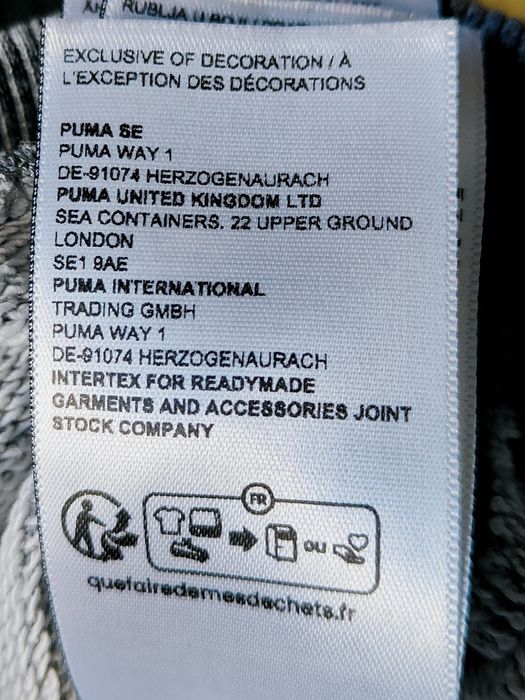 RUBLJA U BOJI
EXCLUSIVE OF DECORATION / À
L'EXCEPTION DES DÉCORATIONS
PUMA SE
PUMA WAY 1
DE-91074 HERZOGENAURACH
PUMA UNITED KINGDOM LTD
SEA CONTAINERS. 22 UPPER GROUND
LONDON
SE1 9AE
PUMA INTERNATIONAL
TRADING GMBH
PUMA WAY 1
DE-91074 HERZOGENAURACH
INTERTEX FOR READYMADE
GARMENTS AND ACCESSORIES JOINT
STOCK COMPANY
FR
OU
quefairedemesdechets.fr